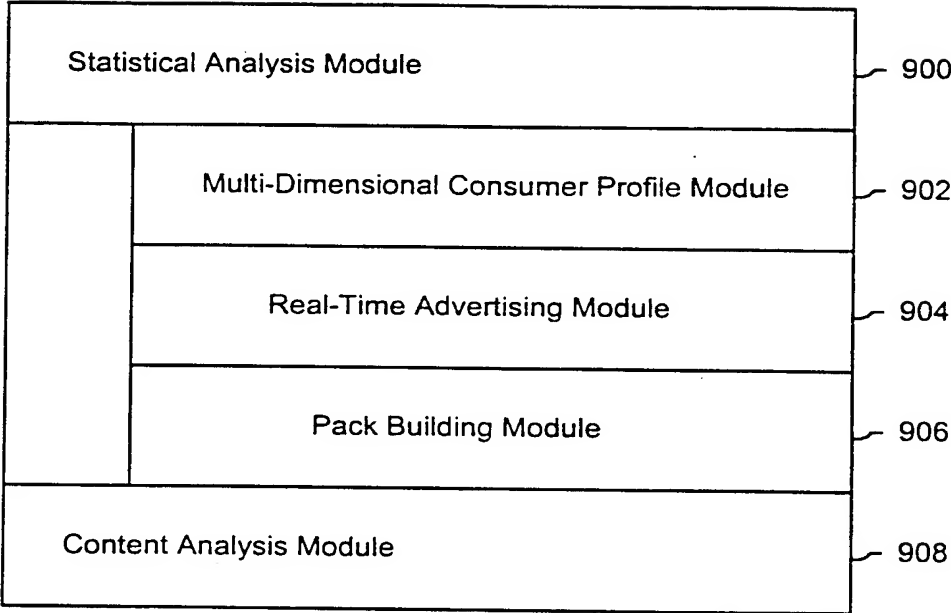 Statistical Analysis Module 900
Multi-Dimensional Consumer Profile Module 902
Real-Time Advertising Module 904
Pack Building Module 906
Content Analysis Module 908